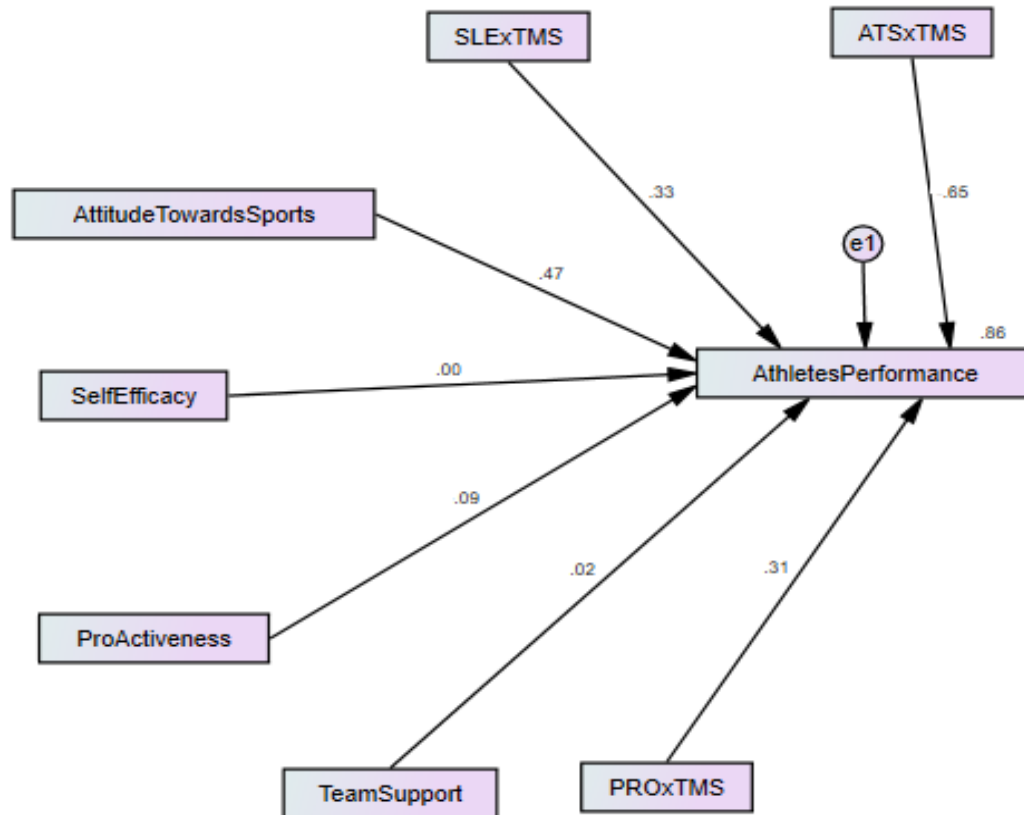 SLExTMS
ATSxTMS
.33
.65
AttitudeTowardsSports
e1
.47
.86
AthletesPerformance
.00
SelfEfficacy
.09
.02
.31
ProActiveness
TeamSupport
PROxTMS